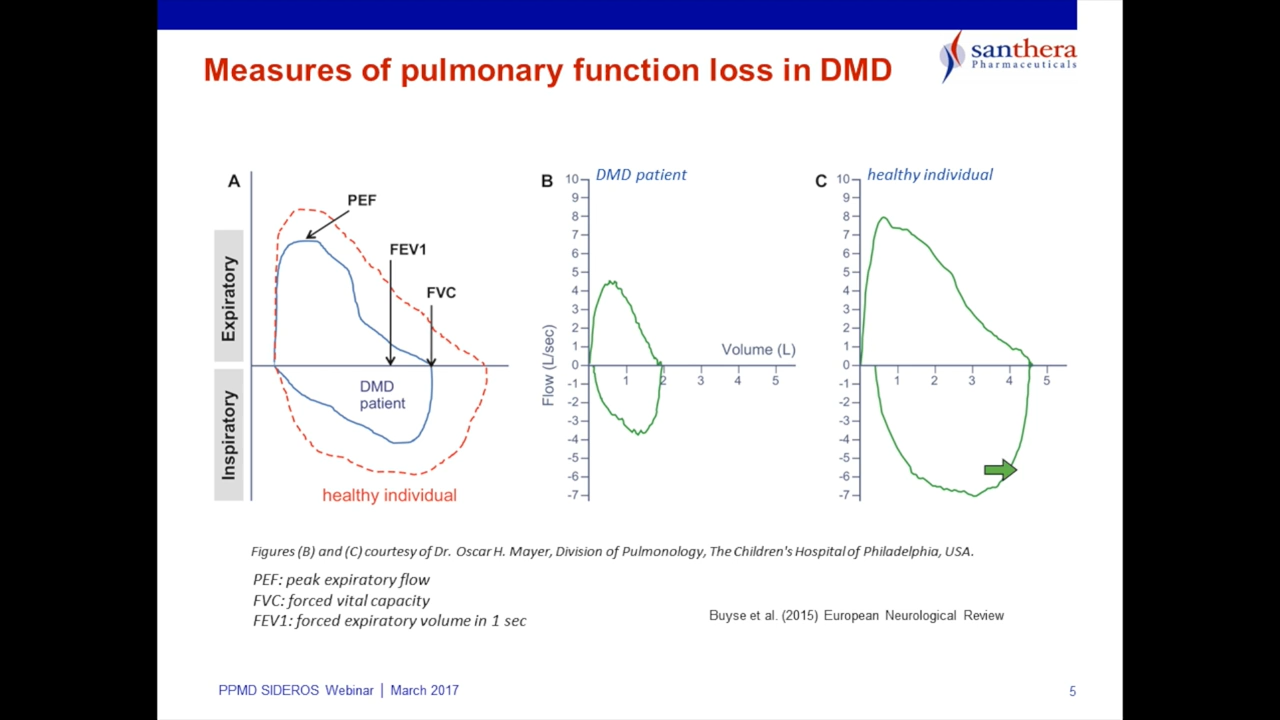 santhera
Pharmaceuticals
Measures of pulmonary function loss in DMD
A
PEF
FEV1
FVC
Expiratory
Inspiratory
DMD
patient
healthy individual
B
DMD patient
10
9
8
7
6
5
4
3
2
1
0
-1
-2
-3
-4
-5
-6
-7
Flow (L/sec)
Volume (L)
1 2 3 4 5
C
healthy individual
10
9
8
7
6
5
4
3
2
1
0
-1
-2
-3
-4
-5
-6
-7
1 2 3 4 5
Figures (B) and (C) courtesy of Dr. Oscar H. Mayer, Division of Pulmonology, The Children's Hospital of Philadelphia, USA.
PEF: peak expiratory flow
FVC: forced vital capacity
FEV1: forced expiratory volume in 1 sec
Buyse et al. (2015) European Neurological Review
PPMD SIDEROS Webinar | March 2017
5